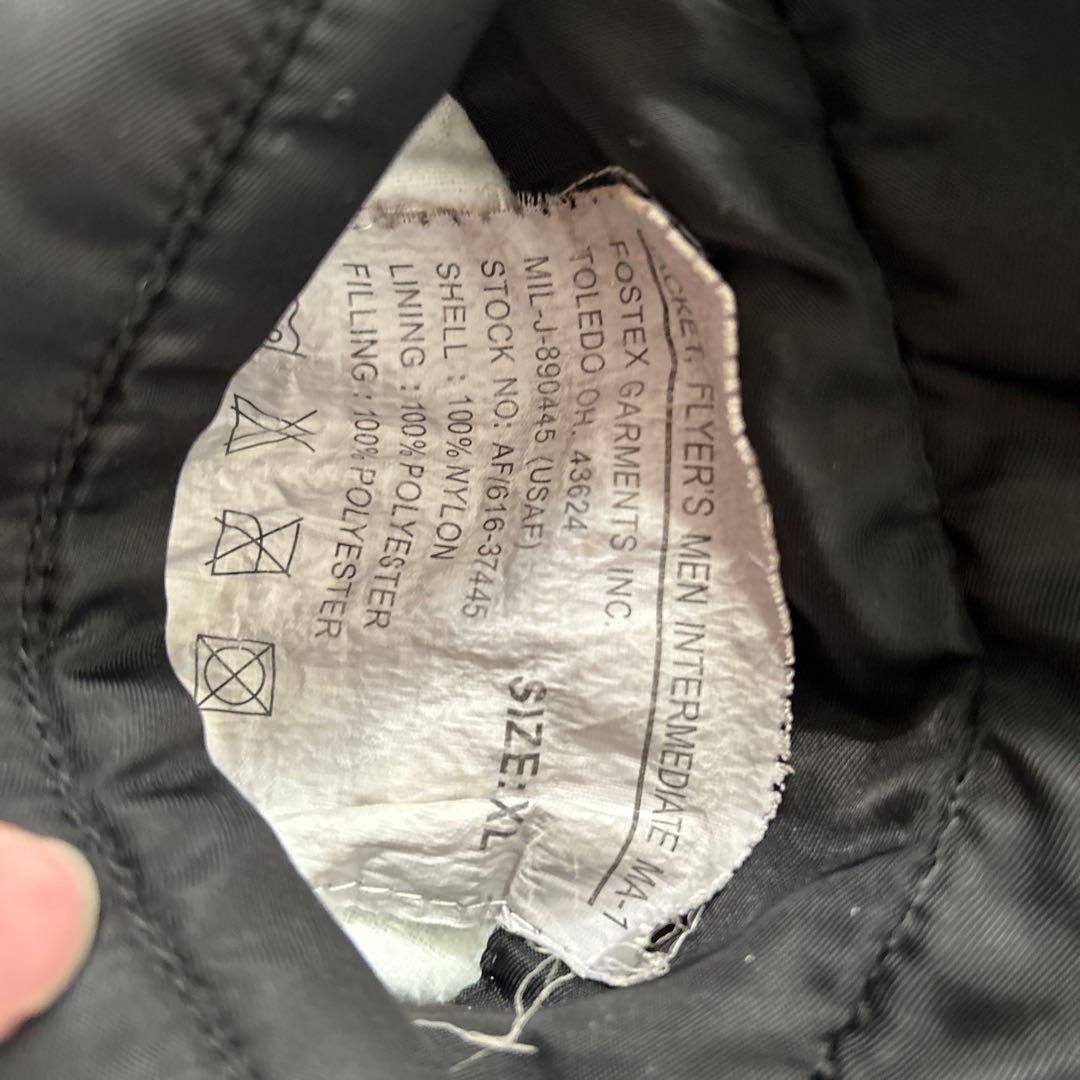 JACKET, FLYER'S MEN INTERMEDIATE MA-1
FOSTEX GARMENTS INC.
TOLEDO OH. 43624
MIL-J-890445 (USAF)
STOCK NO: AF/616-37445
SHELL : 100% NYLON
LINING : 100% POLYESTER
FILLING : 100% POLYESTER
SIZE: XL